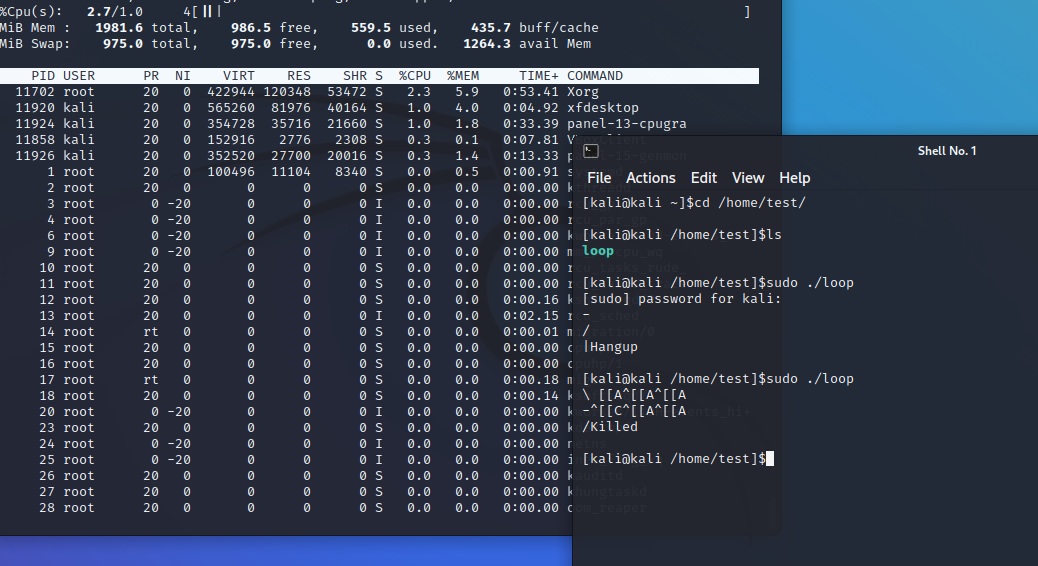 %Cpu(s):   2.7/1.0     4[|||                                                                 ]
MiB Mem :   1981.6 total,    986.5 free,    559.5 used,    435.7 buff/cache
MiB Swap:    975.0 total,    975.0 free,      0.0 used.   1264.3 avail Mem
PID USER      PR  NI    VIRT    RES    SHR S  %CPU  %MEM     TIME+ COMMAND
11702 root      20   0  422944 120348  53472 S   2.3   5.9   0:53.41 Xorg
11920 kali      20   0  565260  81976  40164 S   1.0   4.0   0:04.92 xfdesktop
11924 kali      20   0  354728  35716  21660 S   1.0   1.8   0:33.39 panel-13-cpugra
11858 kali      20   0  152916   2776   2308 S   0.3   0.1   0:07.81
11926 kali      20   0  352520  27700  20016 S   0.3   1.4   0:13.33 panel-15-genmon
1 root      20   0  100496  11104   8340 S   0.0   0.5   0:00.91
2 root      20   0       0      0      0 S   0.0   0.0   0:00.00
3 root       0 -20       0      0      0 I   0.0   0.0   0:00.00
4 root       0 -20       0      0      0 I   0.0   0.0   0:00.00
6 root       0 -20       0      0      0 I   0.0   0.0   0:00.00
9 root       0 -20       0      0      0 I   0.0   0.0   0:00.00
10 root      20   0       0      0      0 S   0.0   0.0   0:00.00
11 root      20   0       0      0      0 S   0.0   0.0   0:00.00
12 root      20   0       0      0      0 S   0.0   0.0   0:00.16
13 root      20   0       0      0      0 I   0.0   0.0   0:02.15
14 root      rt   0       0      0      0 S   0.0   0.0   0:00.01
15 root      20   0       0      0      0 S   0.0   0.0   0:00.00
16 root      20   0       0      0      0 S   0.0   0.0   0:00.00
17 root      rt   0       0      0      0 S   0.0   0.0   0:00.18
18 root      20   0       0      0      0 S   0.0   0.0   0:00.14
20 root       0 -20       0      0      0 I   0.0   0.0   0:00.00
23 root      20   0       0      0      0 S   0.0   0.0   0:00.00
24 root       0 -20       0      0      0 I   0.0   0.0   0:00.00
25 root       0 -20       0      0      0 I   0.0   0.0   0:00.00
26 root      20   0       0      0      0 S   0.0   0.0   0:00.00
27 root      20   0       0      0      0 S   0.0   0.0   0:00.00
28 root      20   0       0      0      0 S   0.0   0.0   0:00.00
Shell No. 1
File Actions Edit View Help
[kali@kali ~]$cd /home/test/
[kali@kali /home/test]$ls
loop
[kali@kali /home/test]$sudo ./loop
[sudo] password for kali:
-
/
|Hangup
[kali@kali /home/test]$sudo ./loop
\ [[A^[[A^[[A
-^[[C^[[A^[[A
/Killed
[kali@kali /home/test]$